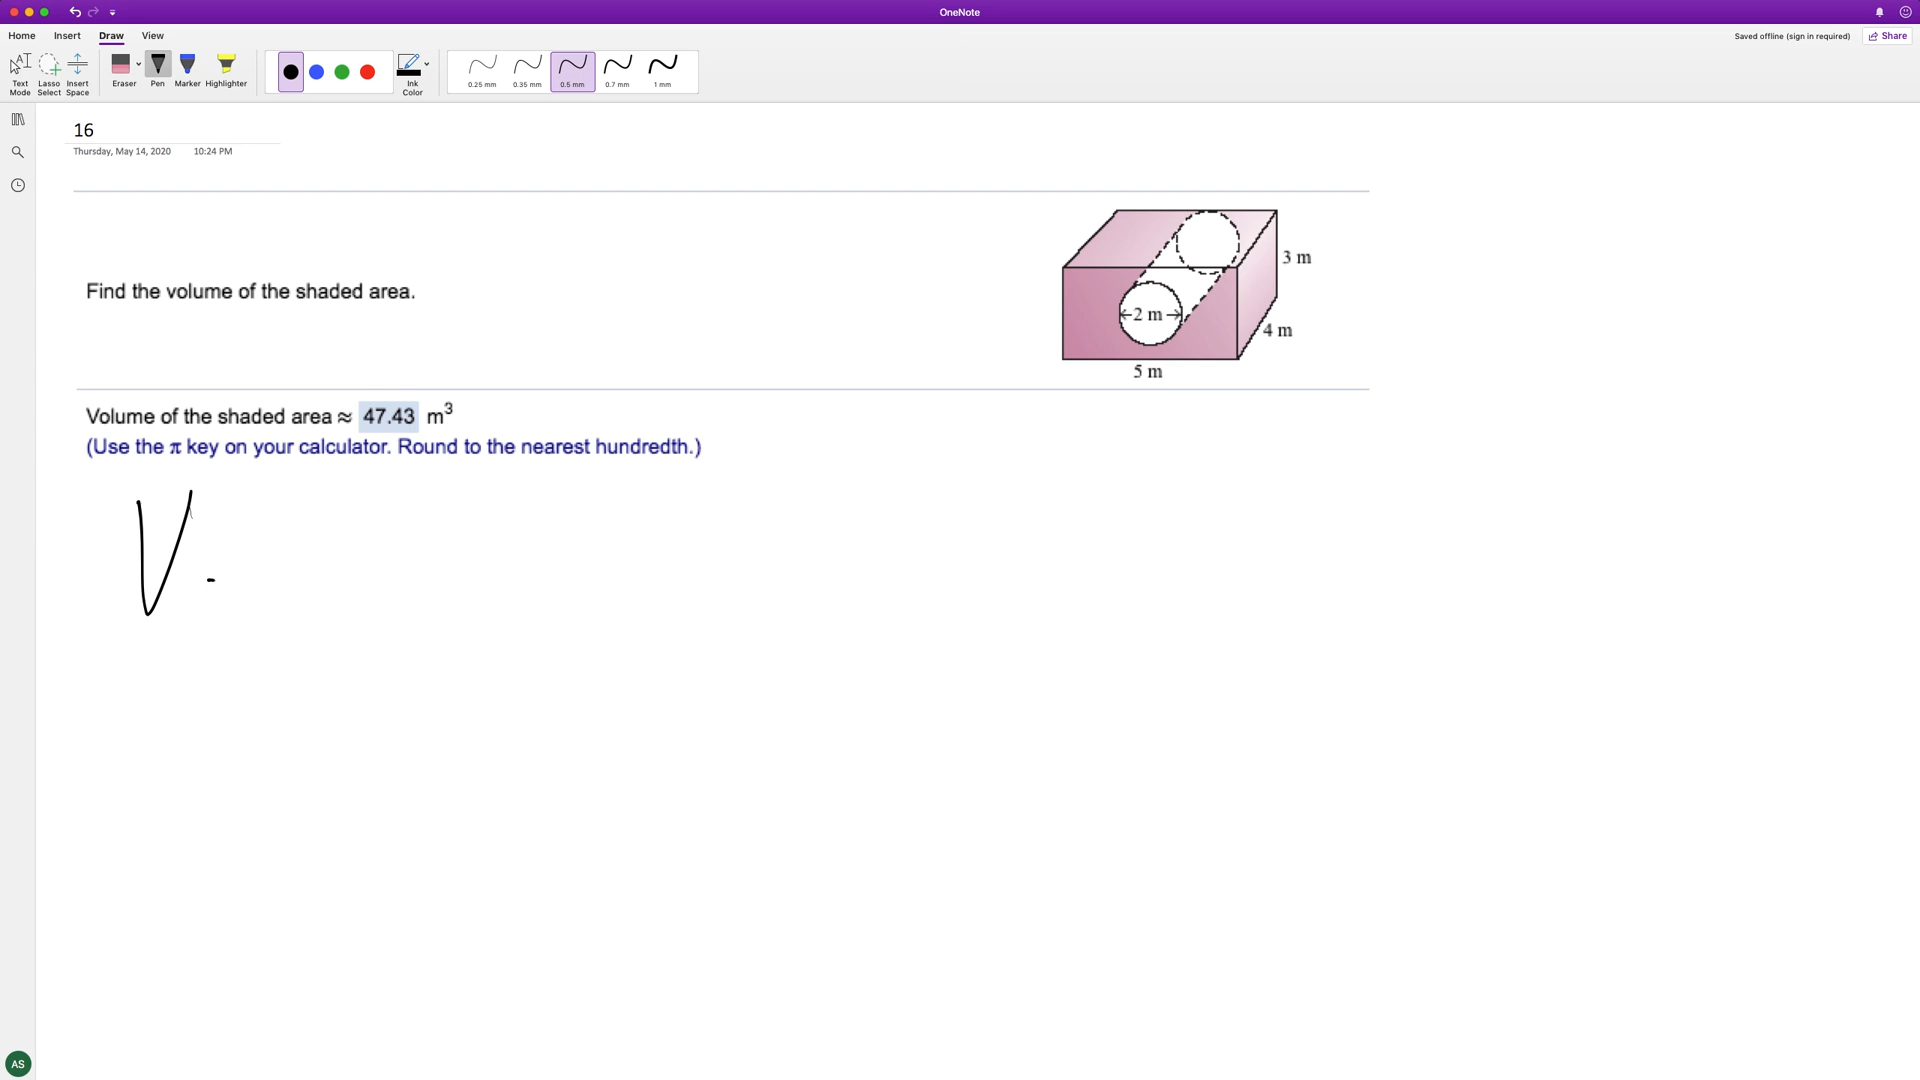 OneNote
Home Insert Draw View
Saved offline (sign in required) Share
Text Mode
Lasso Select
Insert Space
Eraser
Pen
Marker
Highlighter
Ink Color
0.25 mm
0.35 mm
0.5 mm
0.7 mm
1 mm
16
Thursday, May 14, 2020 10:24 PM
Find the volume of the shaded area.
3 m
2 m
4 m
5 m
Volume of the shaded area ≈ 47.43 m³
(Use the π key on your calculator. Round to the nearest hundredth.)
V -
AS